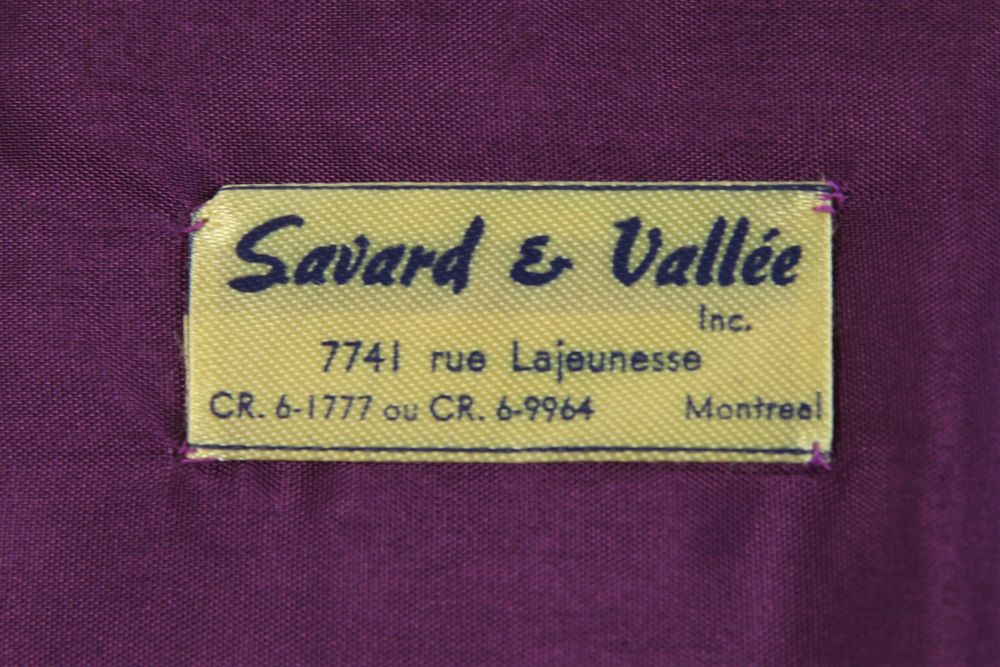 Savard & Vallée
Inc.
7741 rue Lajeunesse
CR. 6-1777 ou CR. 6-9964 Montreal